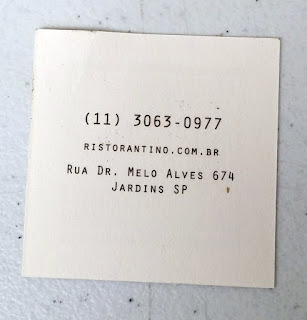 (11) 3063-0977
RISTORANTINO.COM.BR
RUA DR. MELO ALVES 674
JARDINS SP